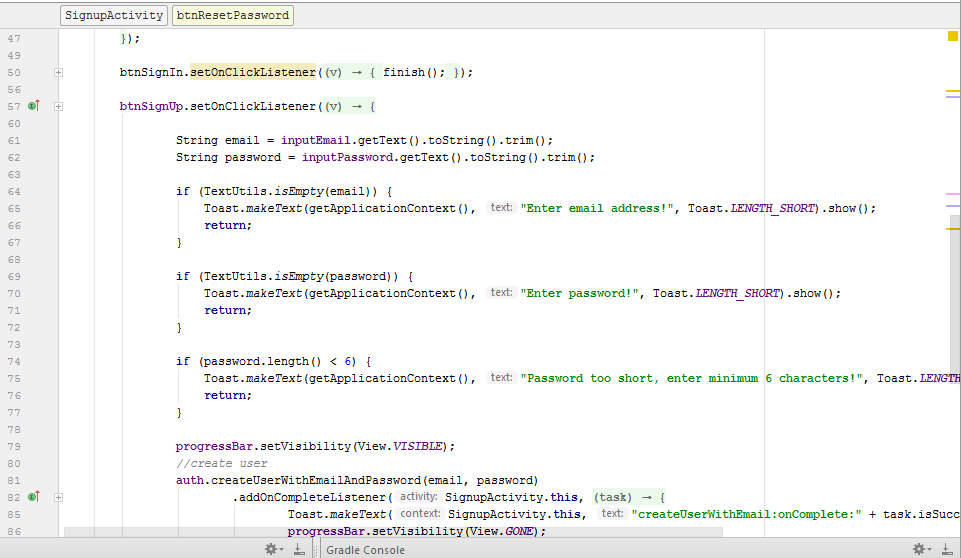 SignupActivity btnResetPassword
47 });
49
50 btnSignIn.setOnClickListener((v) → { finish(); });
56
57 btnSignUp.setOnClickListener((v) → {
60
61 String email = inputEmail.getText().toString().trim();
62 String password = inputPassword.getText().toString().trim();
63
64 if (TextUtils.isEmpty(email)) {
65 Toast.makeText(getApplicationContext(), text: "Enter email address!", Toast.LENGTH_SHORT).show();
66 return;
67 }
68
69 if (TextUtils.isEmpty(password)) {
70 Toast.makeText(getApplicationContext(), text: "Enter password!", Toast.LENGTH_SHORT).show();
71 return;
72 }
73
74 if (password.length() < 6) {
75 Toast.makeText(getApplicationContext(), text: "Password too short, enter minimum 6 characters!", Toast.LENGTH
76 return;
77 }
78
79 progressBar.setVisibility(View.VISIBLE);
80 //create user
81 auth.createUserWithEmailAndPassword(email, password)
82 .addOnCompleteListener( activity: SignupActivity.this, (task) → {
85 Toast.makeText( context: SignupActivity.this, text: "createUserWithEmail:onComplete:" + task.isSucc
86 progressBar.setVisibility(View.GONE);
Gradle Console